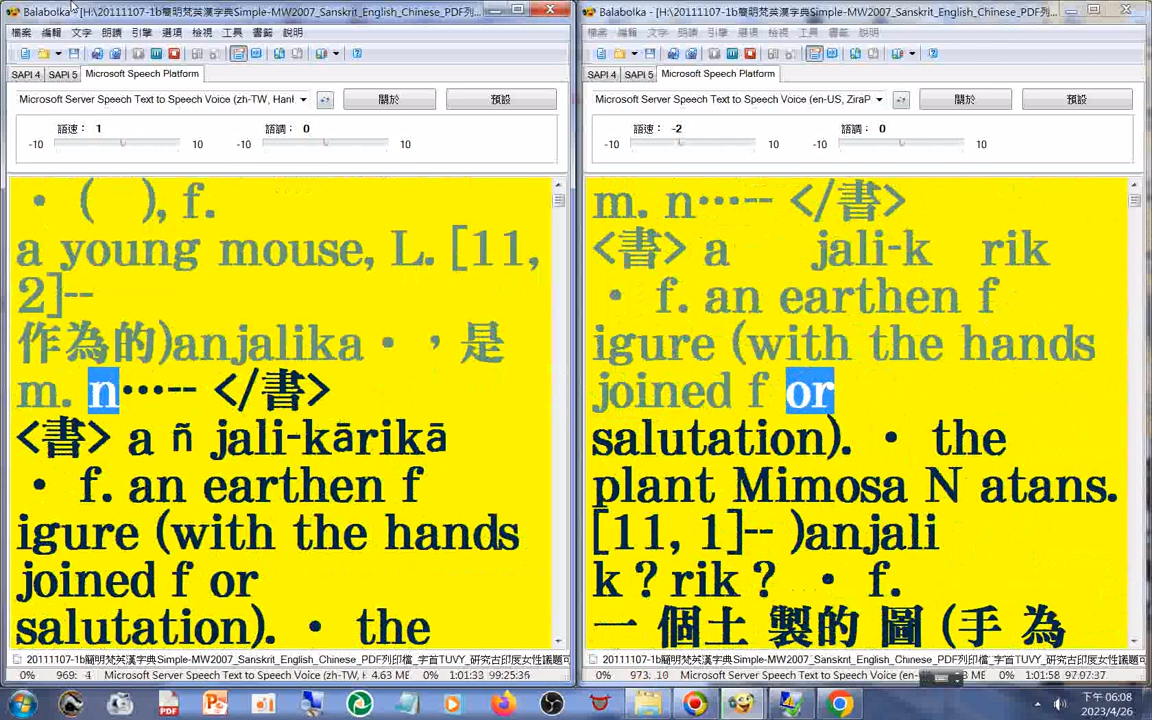 Balabolka - [H:\20111107-1b簡明梵英漢字典Simple-MW2007_Sanskrit_English_Chinese_PDF列...
檔案 編輯 文字 朗讀 引擎 選項 檢視 工具 書籤 說明
SAPI 4 SAPI 5 Microsoft Speech Platform
Microsoft Server Speech Text to Speech Voice (zh-TW, HanH 關於 預設
語速： 1 語調： 0
-10 10 -10 10
• ( ), f.
a young mouse, L. [11,
2]--
作為的)anjalika•，是
m. n…-- </書>
<書> a ñ jali-kārikā
• f. an earthen f
igure (with the hands
joined f or
salutation). • the
20111107-1b簡明梵英漢字典Simple-MW2007_Sanskrit_English_Chinese_PDF列印檔_字首TUVY_研究古印度女性議題可
0% 969: 4 Microsoft Server Speech Text to Speech Voice (zh-TW, 4.63 MB 0% 1:01:33 99:25:36
Balabolka - [H:\20111107-1b簡明梵英漢字典Simple-MW2007_Sanskrit_English_Chinese_PDF列...
檔案 編輯 文字 朗讀 引擎 選項 檢視 工具 書籤 說明
SAPI 4 SAPI 5 Microsoft Speech Platform
Microsoft Server Speech Text to Speech Voice (en-US, ZiraP 關於 預設
語速： -2 語調： 0
-10 10 -10 10
m. n…-- </書>
<書> a jali-k rik
• f. an earthen f
igure (with the hands
joined f or
salutation). • the
plant Mimosa N atans.
[11, 1]-- )anjali
k？rik？ • f.
一 個土 製的 圖 (手 為
20111107-1b簡明梵英漢字典Simple-MW2007_Sanskrit_English_Chinese_PDF列印檔_字首TUVY_研究古印度女性議題可
0% 973: 10 Microsoft Server Speech Text to Speech Voice (en-US, MB 0% 1:01:58 97:07:37
下午 06:08
2023/4/26